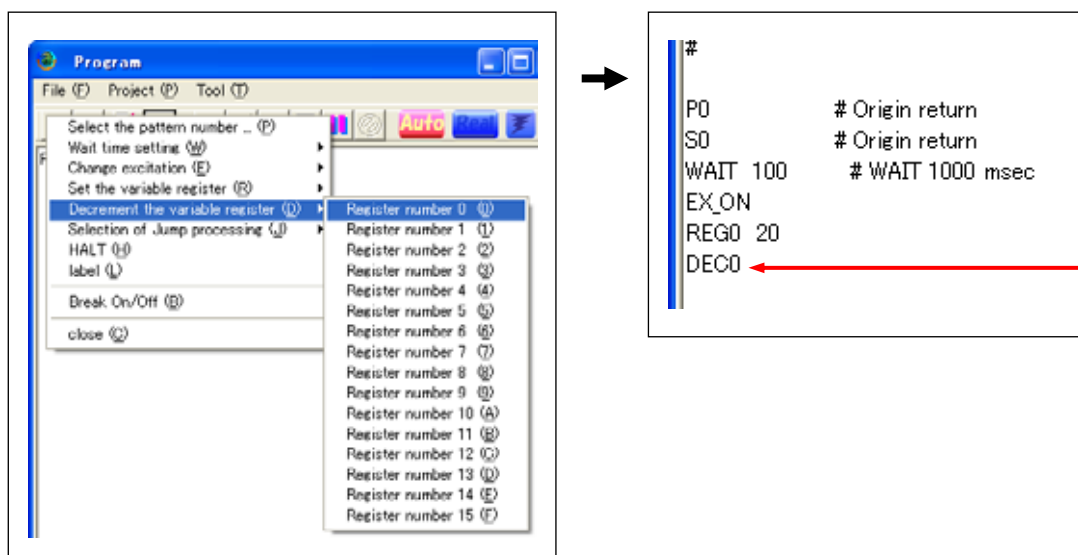 Program
File (F) Project (P) Tool (T)
Auto Real
Select the pattern number ... (P)
Wait time setting (W)
Change excitation (E)
Set the variable register (R)
Decrement the variable register (D)
Selection of Jump processing (J)
HALT (H)
label (L)
Break On/Off (B)
close (C)
Register number 0 (0)
Register number 1 (1)
Register number 2 (2)
Register number 3 (3)
Register number 4 (4)
Register number 5 (5)
Register number 6 (6)
Register number 7 (7)
Register number 8 (8)
Register number 9 (9)
Register number 10 (A)
Register number 11 (B)
Register number 12 (C)
Register number 13 (D)
Register number 14 (E)
Register number 15 (F)
#
P0 # Origin return
S0 # Origin return
WAIT 100 # WAIT 1000 msec
EX_ON
REG0 20
DEC0